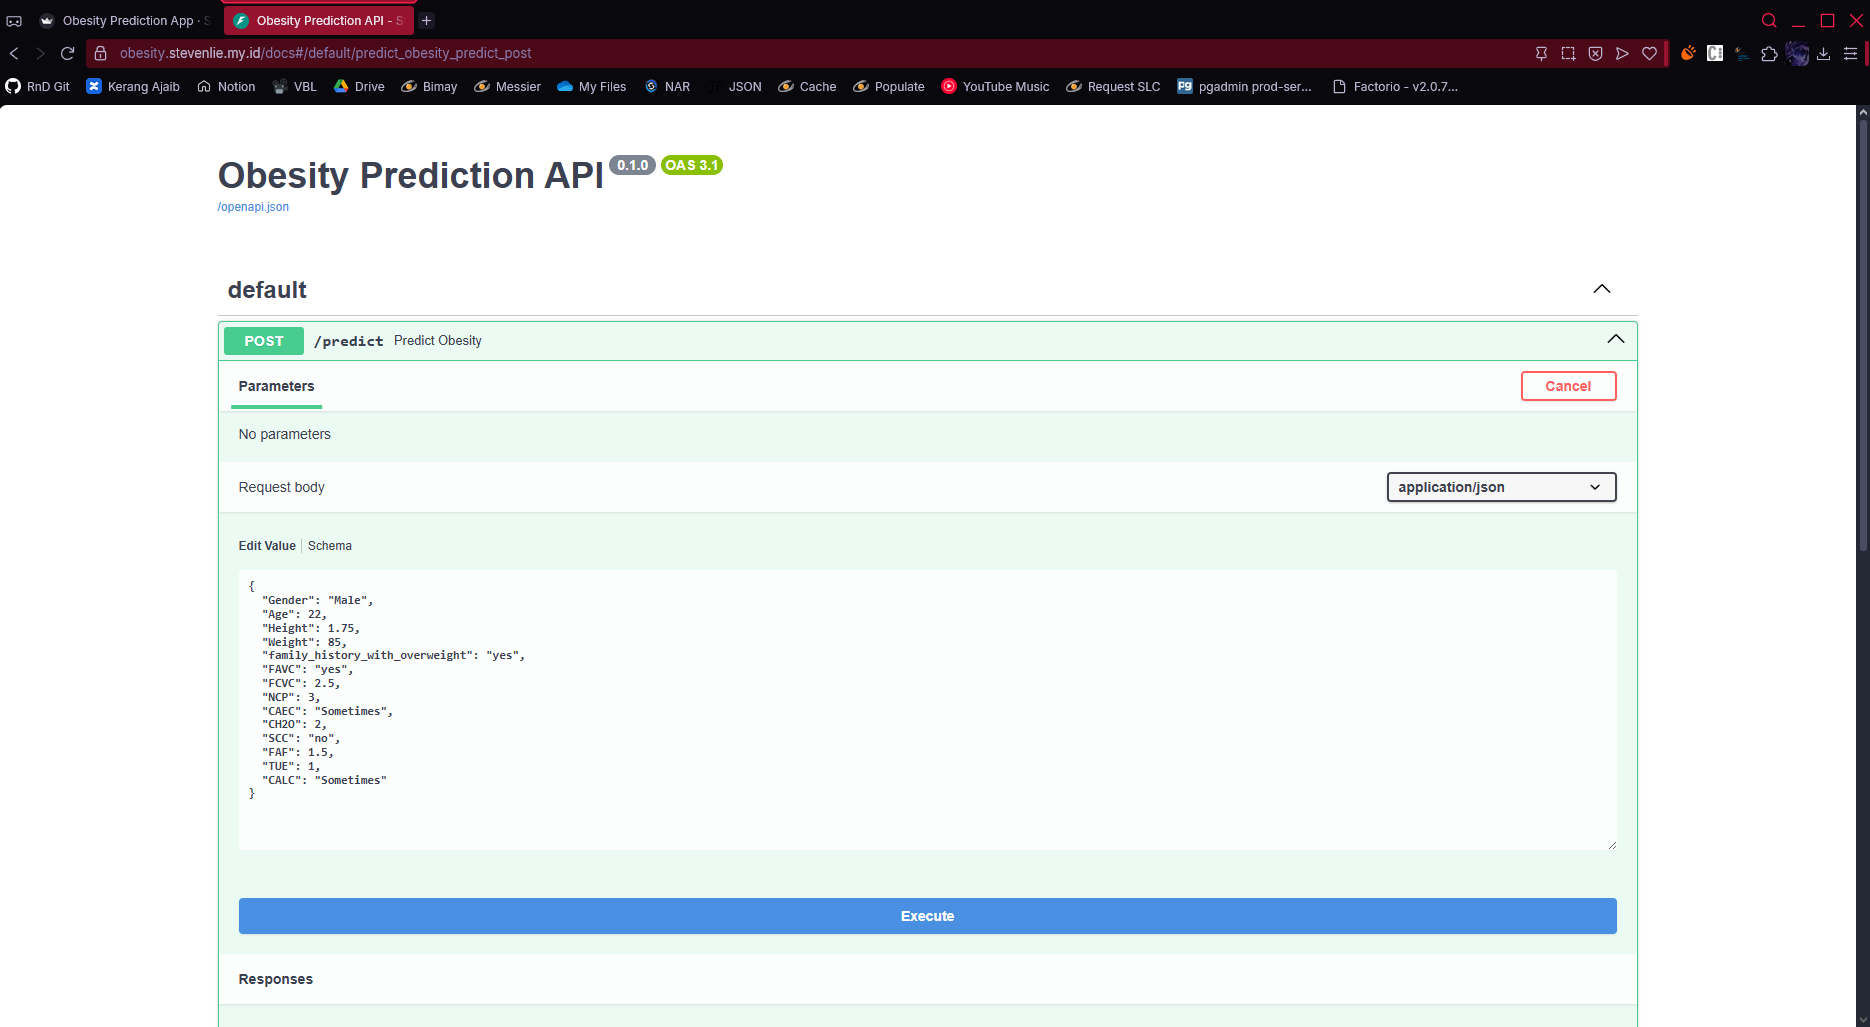 Obesity Prediction App · S
Obesity Prediction API - S
obesity.stevenlie.my.id/docs#/default/predict_obesity_predict_post
RnD Git
Kerang Ajaib
Notion
VBL
Drive
Bimay
Messier
My Files
NAR
JF JSON
Cache
Populate
YouTube Music
Request SLC
Pg pgadmin prod-ser...
Factorio - v2.0.7...
Obesity Prediction API 0.1.0 OAS 3.1
/openapi.json
default
POST /predict Predict Obesity
Parameters
Cancel
No parameters
Request body
application/json
Edit Value | Schema
{
"Gender": "Male",
"Age": 22,
"Height": 1.75,
"Weight": 85,
"family_history_with_overweight": "yes",
"FAVC": "yes",
"FCVC": 2.5,
"NCP": 3,
"CAEC": "Sometimes",
"CH2O": 2,
"SCC": "no",
"FAF": 1.5,
"TUE": 1,
"CALC": "Sometimes"
}
Execute
Responses